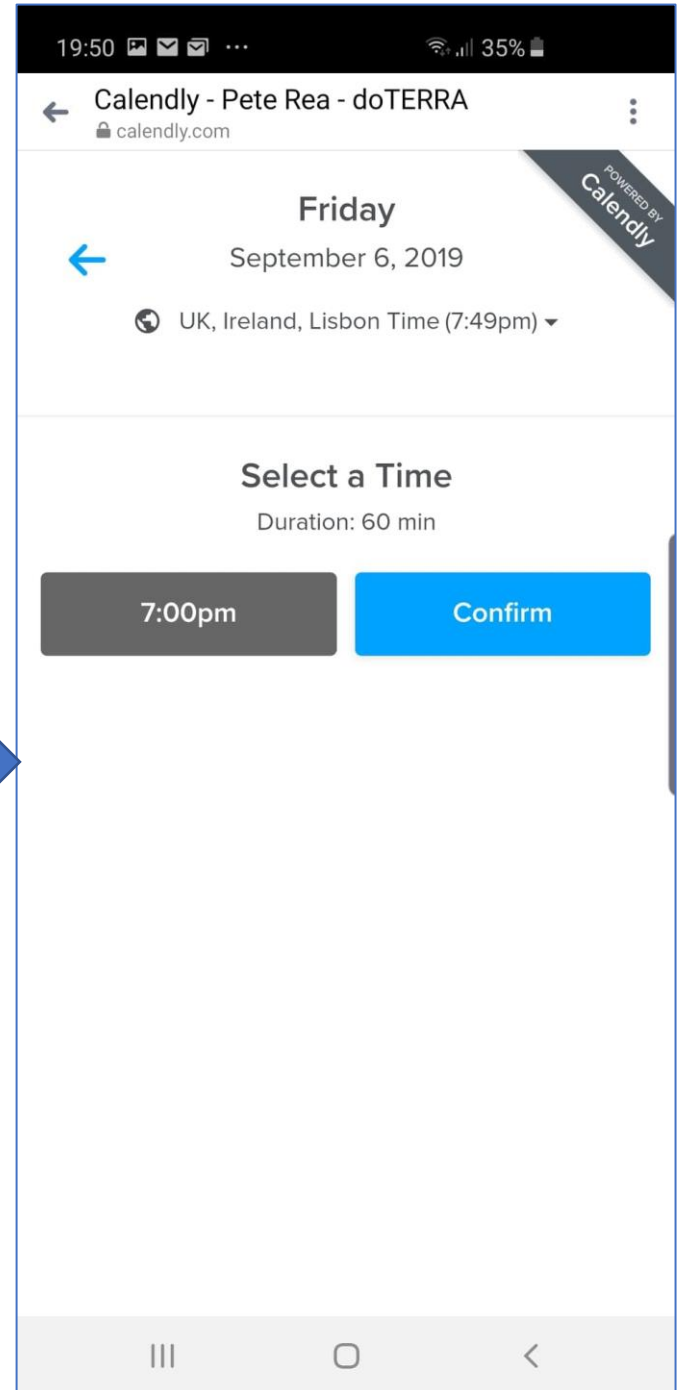 19:50 ... 35%
Calendly - Pete Rea - doTERRA
calendly.com
POWERED BY
Calendly
Friday
September 6, 2019
UK, Ireland, Lisbon Time (7:49pm)
Select a Time
Duration: 60 min
7:00pm Confirm